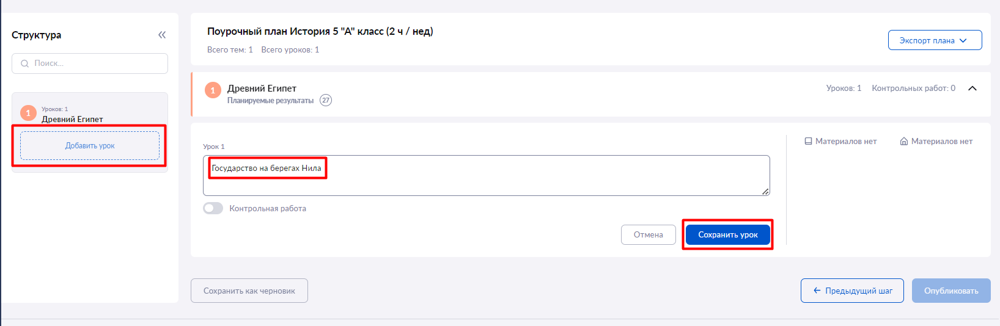 Структура
Поиск...
1
Уроков: 1
Древний Египет
Добавить урок
Поурочный план История 5 "А" класс (2 ч / нед)
Всего тем: 1 Всего уроков: 1
Экспорт плана
1
Древний Египет
Планируемые результаты 27
Уроков: 1 Контрольных работ: 0
Урок 1
Государство на берегах Нила
Контрольная работа
Отмена
Сохранить урок
Материалов нет
Материалов нет
Сохранить как черновик
Предыдущий шаг
Опубликовать